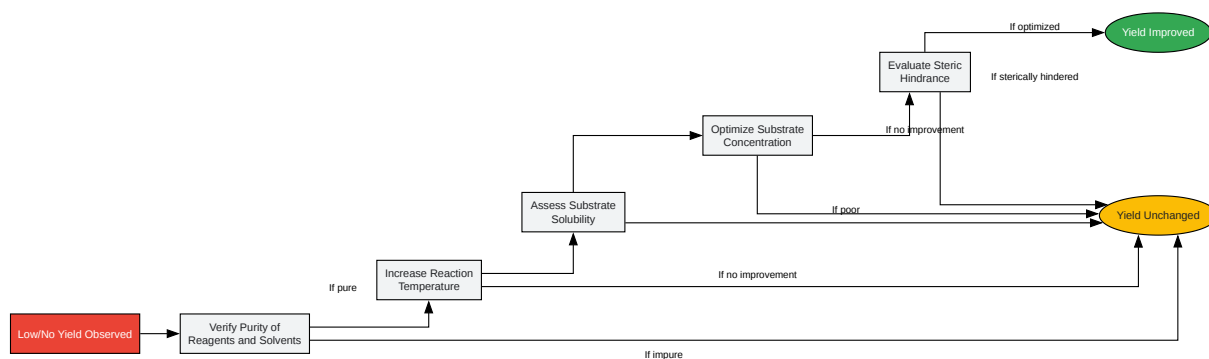 If optimized
Yield Improved
Evaluate Steric
Hindrance
If sterically hindered
Optimize Substrate
Concentration
If no improvement
Assess Substrate
Solubility
If poor
Yield Unchanged
Increase Reaction
Temperature
If no improvement
If pure
Low/No Yield Observed
Verify Purity of
Reagents and Solvents
If impure